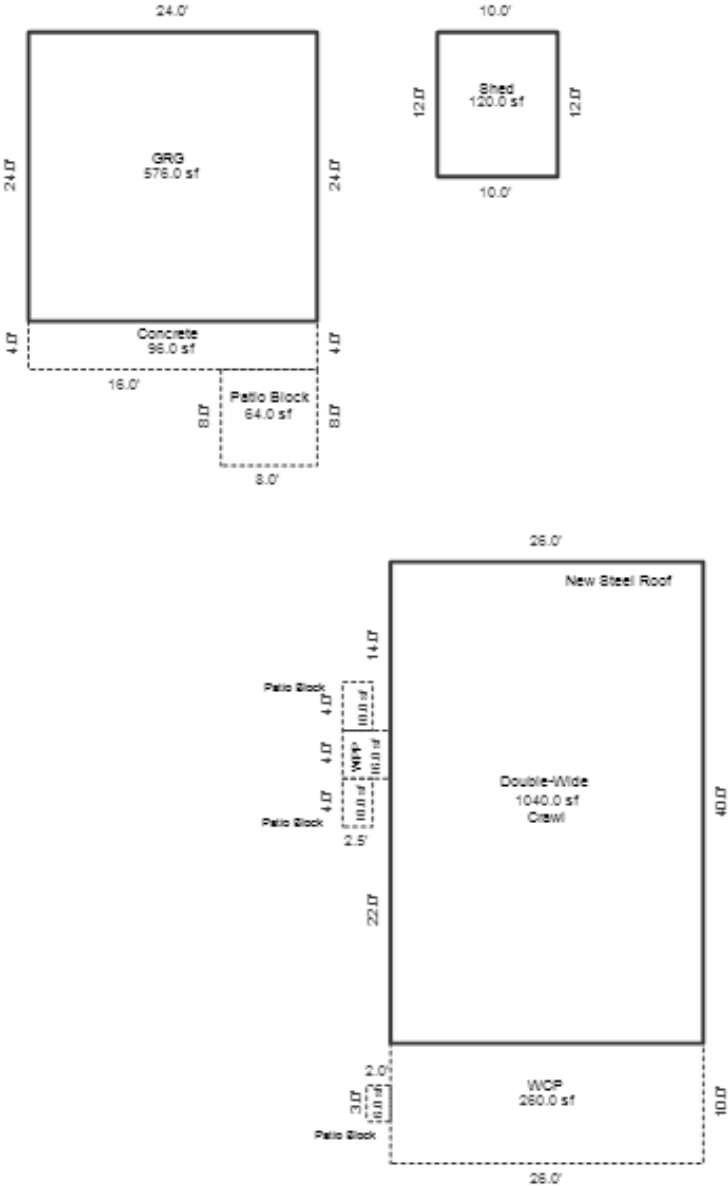 24.0'
10.0'
24.0'
GRG
576.0 sf
24.0'
12.0'
Shed
120.0 sf
12.0'
10.0'
4.0'
Concrete
96.0 sf
4.0'
16.0'
8.0'
Patio Block
64.0 sf
8.0'
8.0'
26.0'
New Steel Roof
14.0'
Patio Block
4.0'
10.0 sf
4.0'
WPP
16.0 sf
4.0'
10.0 sf
Patio Block
2.5'
Double-Wide
1040.0 sf
Crawl
40.0'
22.0'
2.0'
3.0'
6.0 sf
Patio Block
WCP
260.0 sf
10.0'
26.0'